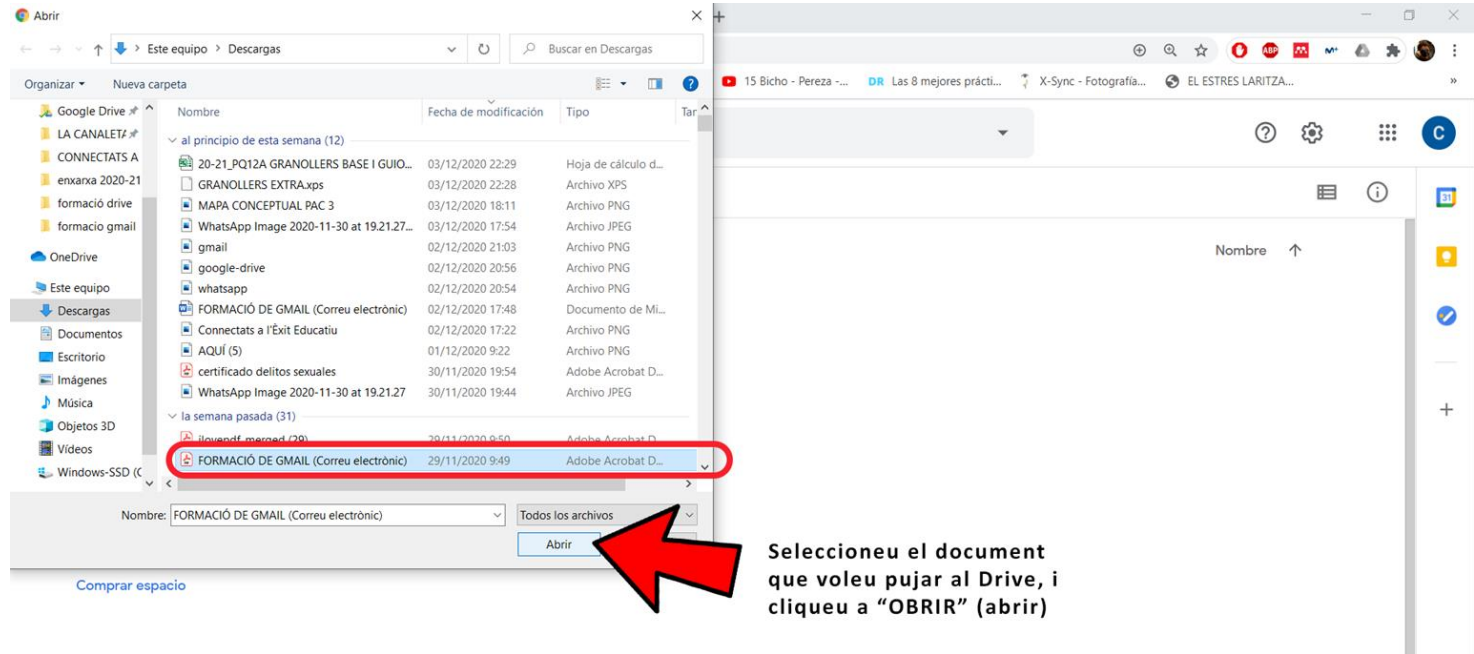 Abrir
Este equipo > Descargas
Buscar en Descargas
Organizar
Nueva carpeta
15 Bicho - Pereza -...
DR Las 8 mejores prácti...
X-Sync - Fotografía...
EL ESTRES LARITZA...
»
Google Drive
LA CANALETA
CONNECTATS A
enxarxa 2020-21
formació drive
formacio gmail
OneDrive
Este equipo
Descargas
Documentos
Escritorio
Imágenes
Música
Objetos 3D
Vídeos
Windows-SSD (C
Nombre Fecha de modificación Tipo Tar
al principio de esta semana (12)
20-21_PQ12A GRANOLLERS BASE I GUIO... 03/12/2020 22:29 Hoja de cálculo d...
GRANOLLERS EXTRA.xps 03/12/2020 22:28 Archivo XPS
MAPA CONCEPTUAL PAC 3 03/12/2020 18:11 Archivo PNG
WhatsApp Image 2020-11-30 at 19.21.27... 03/12/2020 17:54 Archivo JPEG
gmail 02/12/2020 21:03 Archivo PNG
google-drive 02/12/2020 20:56 Archivo PNG
whatsapp 02/12/2020 20:54 Archivo PNG
FORMACIÓ DE GMAIL (Correu electrònic) 02/12/2020 17:48 Documento de Mi...
Connectats a l'Èxit Educatiu 02/12/2020 17:22 Archivo PNG
AQUÍ (5) 01/12/2020 9:22 Archivo PNG
certificado delitos sexuales 30/11/2020 19:54 Adobe Acrobat D...
WhatsApp Image 2020-11-30 at 19.21.27 30/11/2020 19:44 Archivo JPEG
la semana pasada (31)
ilovepdf_merged (29) 29/11/2020 9:50 Adobe Acrobat D...
FORMACIÓ DE GMAIL (Correu electrònic) 29/11/2020 9:49 Adobe Acrobat D...
Nombre: FORMACIÓ DE GMAIL (Correu electrònic) Todos los archivos
Abrir
Comprar espacio
C
31
Nombre
Seleccioneu el document
que voleu pujar al Drive, i
cliqueu a “OBRIR” (abrir)